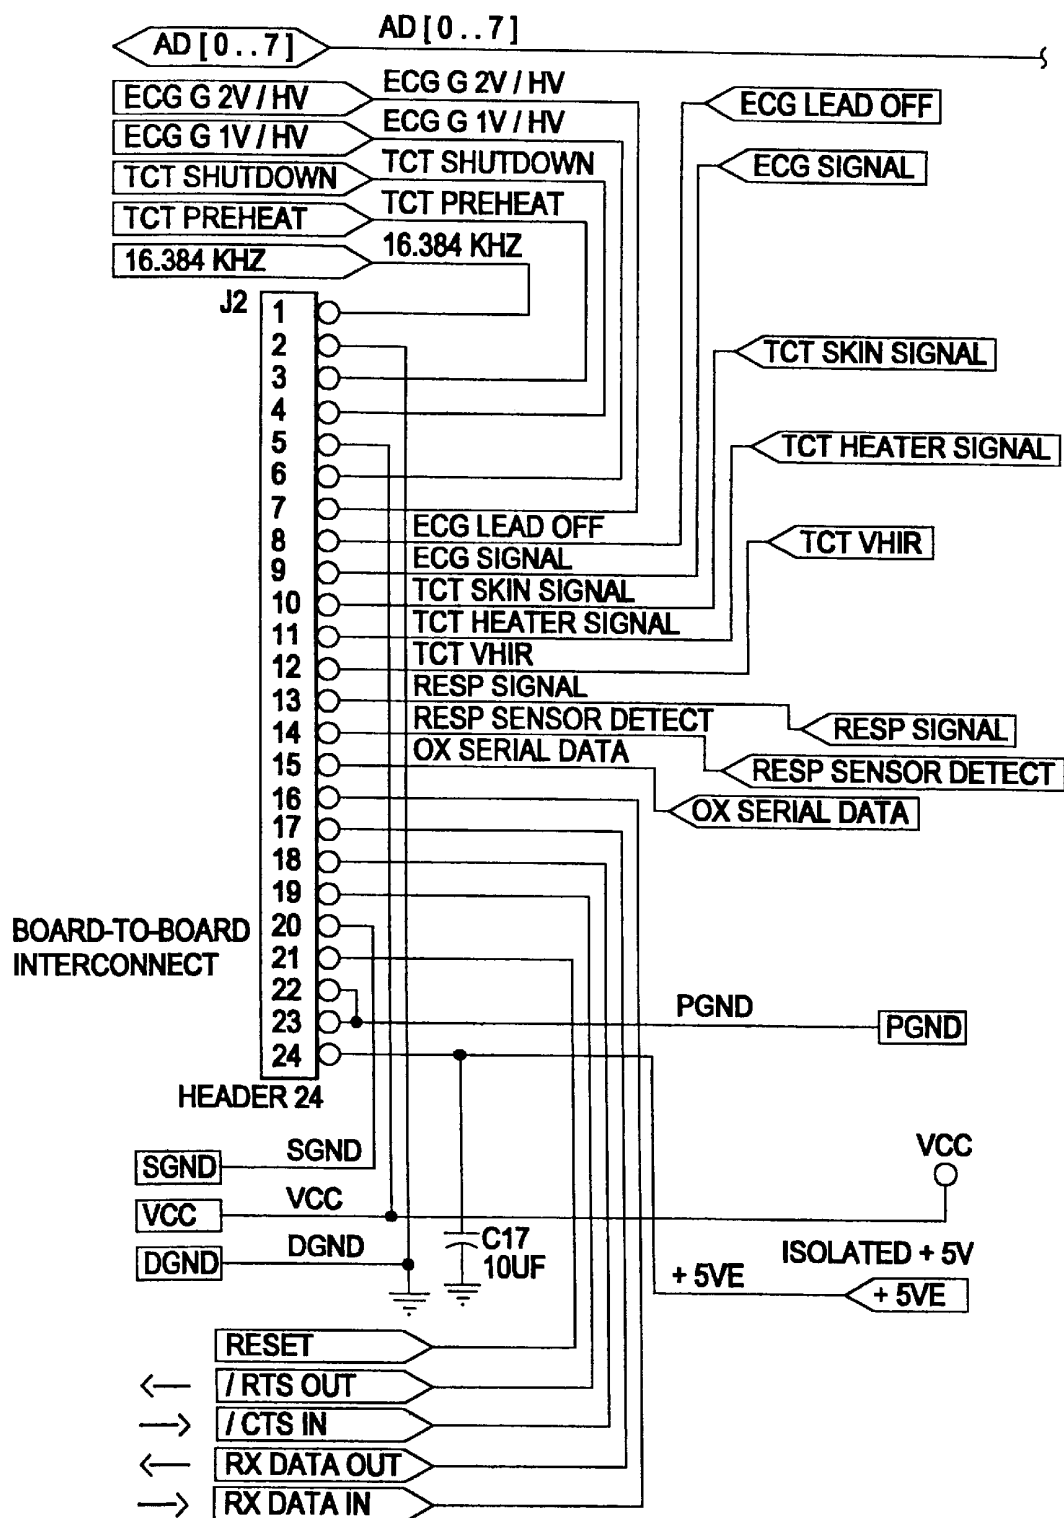 AD [ 0 . . 7 ] AD [ 0 . . 7 ]
ECG G 2V / HV ECG G 2V / HV
ECG LEAD OFF
ECG G 1V / HV ECG G 1V / HV
TCT SHUTDOWN TCT SHUTDOWN
ECG SIGNAL
TCT PREHEAT TCT PREHEAT
16.384 KHZ 16.384 KHZ
J2
1
2
TCT SKIN SIGNAL
3
4
5
TCT HEATER SIGNAL
6
7
8 ECG LEAD OFF
TCT VHIR
9 ECG SIGNAL
10 TCT SKIN SIGNAL
11 TCT HEATER SIGNAL
12 TCT VHIR
13 RESP SIGNAL
RESP SIGNAL
14 RESP SENSOR DETECT
15 OX SERIAL DATA
RESP SENSOR DETECT
16
OX SERIAL DATA
17
18
19
BOARD-TO-BOARD
INTERCONNECT
20
21
22
23
PGND PGND
24
HEADER 24
SGND SGND
VCC
VCC VCC
C17
10UF
DGND DGND
ISOLATED + 5V
+ 5VE + 5VE
RESET
/ RTS OUT
/ CTS IN
RX DATA OUT
RX DATA IN